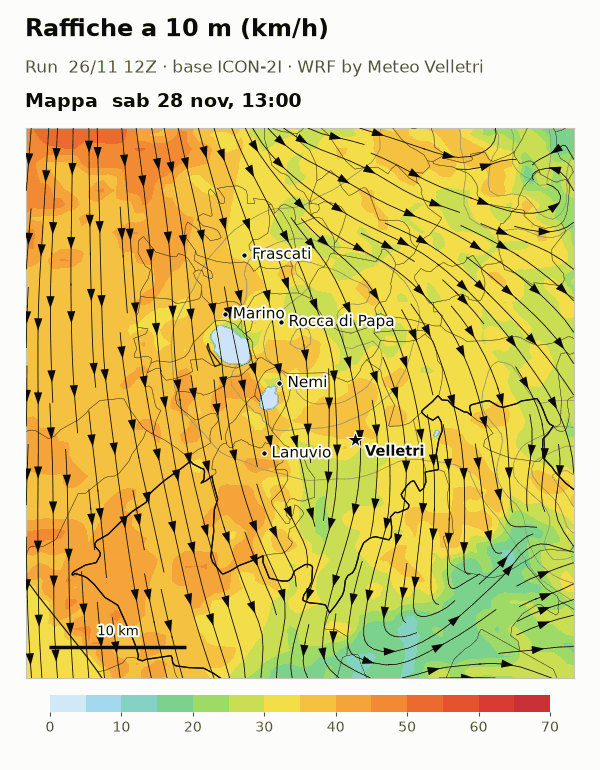 Raffiche a 10 m (km/h)
Run  26/11 12Z · base ICON-2I · WRF by Meteo Velletri
Mappa  sab 28 nov, 13:00
Frascati
Marino
Rocca di Papa
Nemi
Velletri
Lanuvio
10 km
0 10 20 30 40 50 60 70